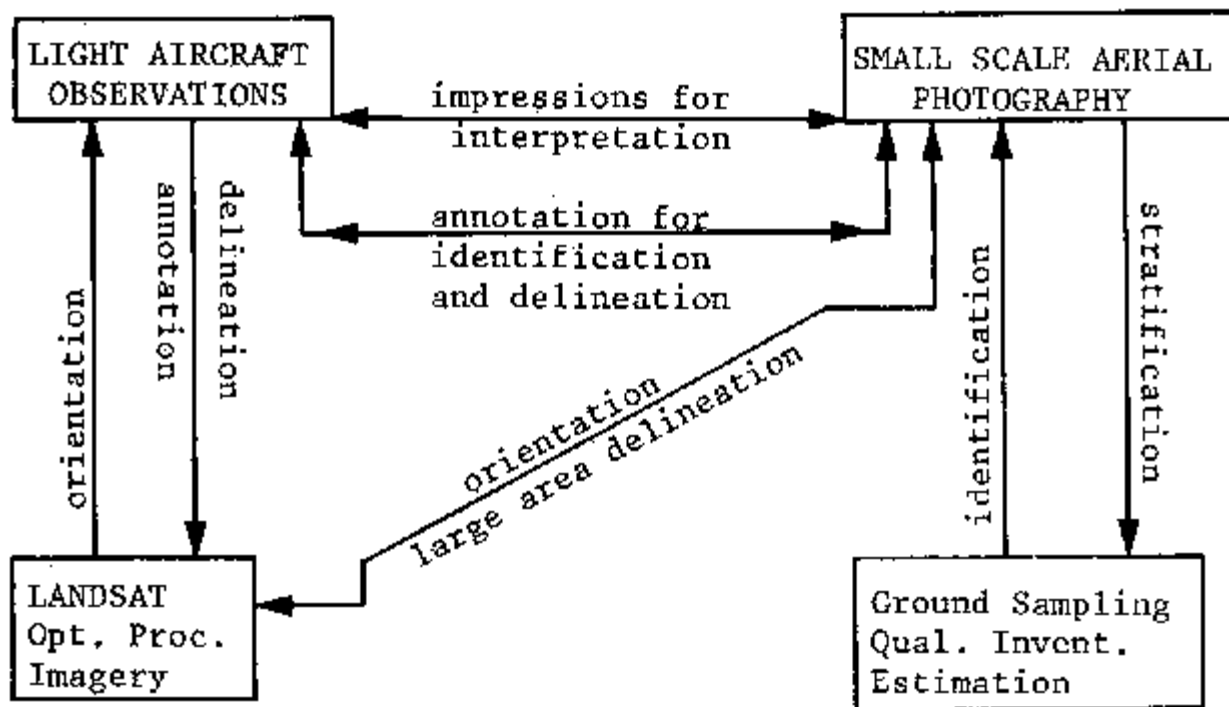 LIGHT AIRCRAFT
OBSERVATIONS
SMALL SCALE AERIAL
PHOTOGRAPHY
impressions for
interpretation
annotation for
identification
and delineation
orientation
annotation
delineation
orientation
large area delineation
identification
stratification
LANDSAT
Opt. Proc.
Imagery
Ground Sampling
Qual. Invent.
Estimation